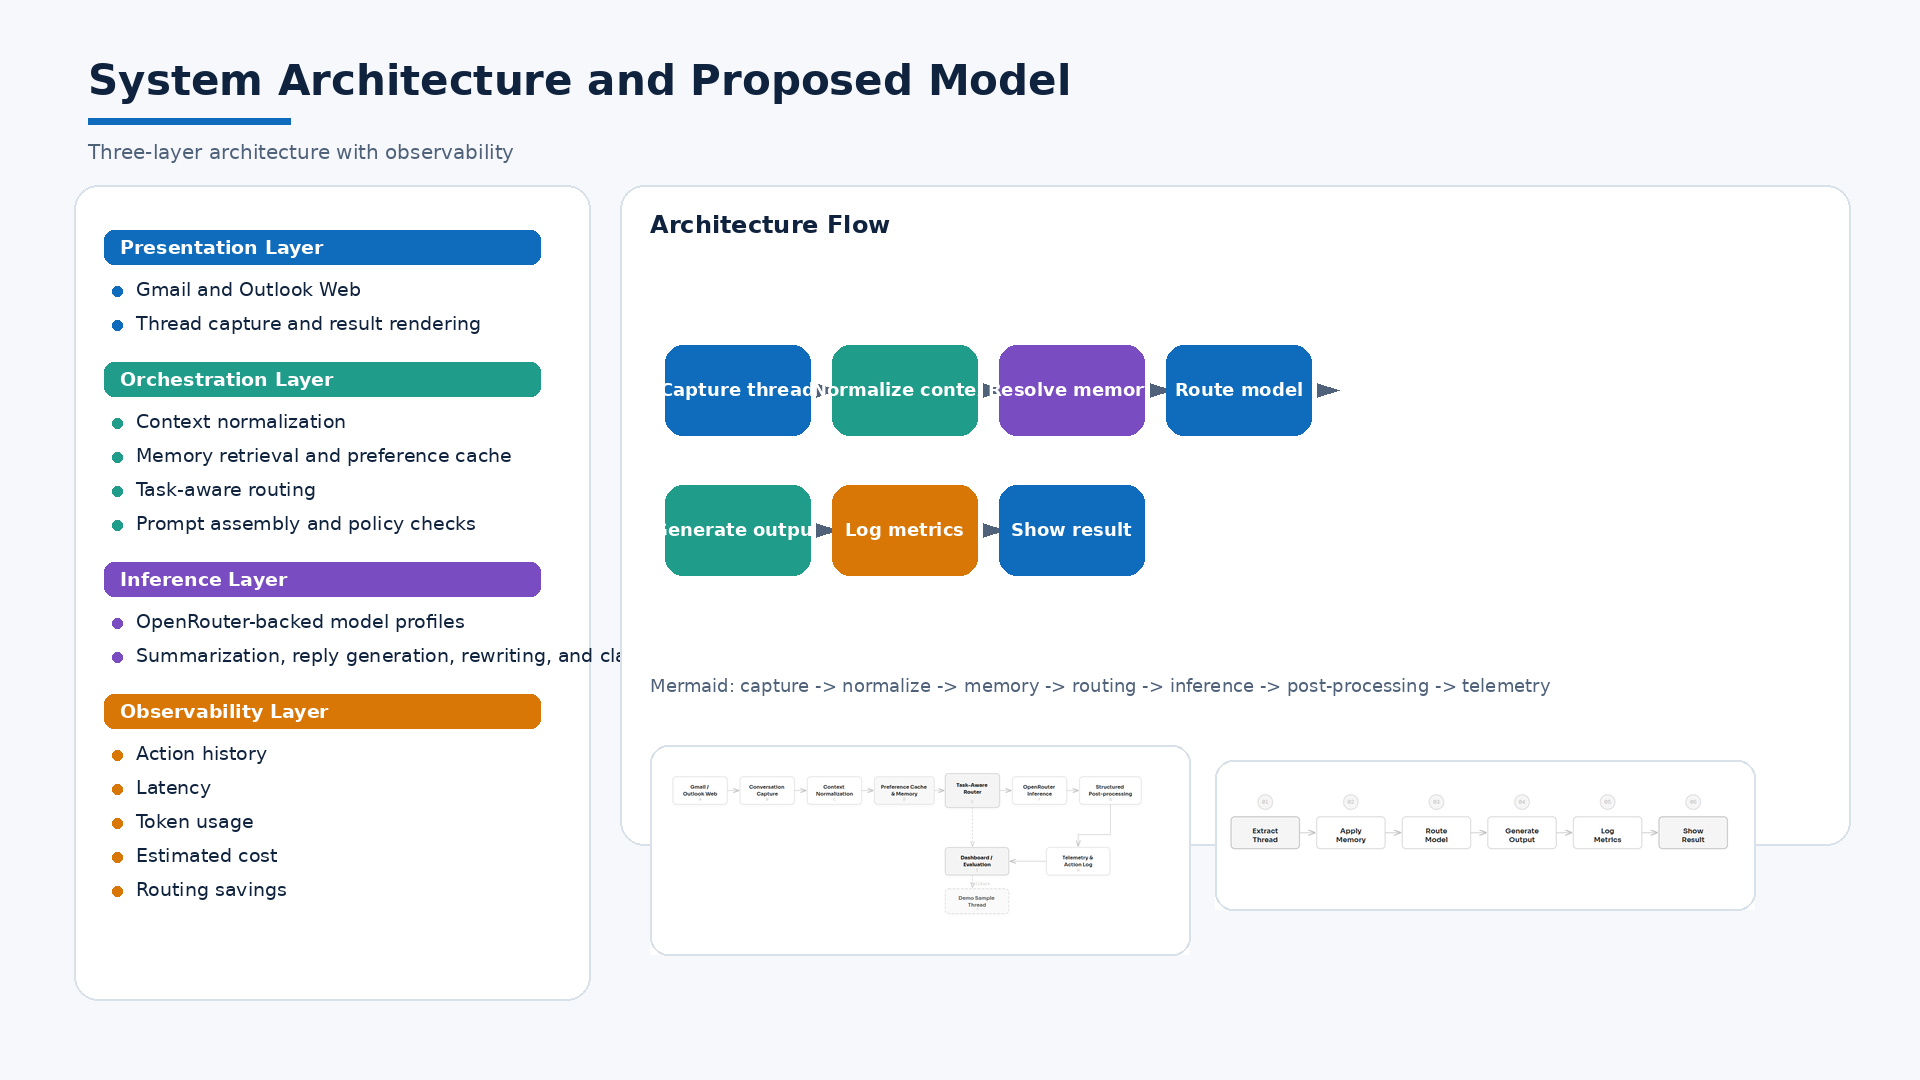 System Architecture and Proposed Model
Three-layer architecture with observability
Presentation Layer
Gmail and Outlook Web
Thread capture and result rendering
Orchestration Layer
Context normalization
Memory retrieval and preference cache
Task-aware routing
Prompt assembly and policy checks
Inference Layer
OpenRouter-backed model profiles
Summarization, reply generation, rewriting, and cla
Observability Layer
Action history
Latency
Token usage
Estimated cost
Routing savings
Architecture Flow
Capture thread
Normalize conte
Resolve memor
Route model
Generate outpu
Log metrics
Show result
Mermaid: capture -> normalize -> memory -> routing -> inference -> post-processing -> telemetry
Gmail /
Outlook Web
Conversation
Capture
Context
Normalization
Preference Cache
& Memory
Task-Aware
Router
OpenRouter
Inference
Structured
Post-processing
Dashboard /
Evaluation
Telemetry &
Action Log
Demo Sample
Thread
01
02
03
04
05
06
Extract
Thread
Apply
Memory
Route
Model
Generate
Output
Log
Metrics
Show
Result